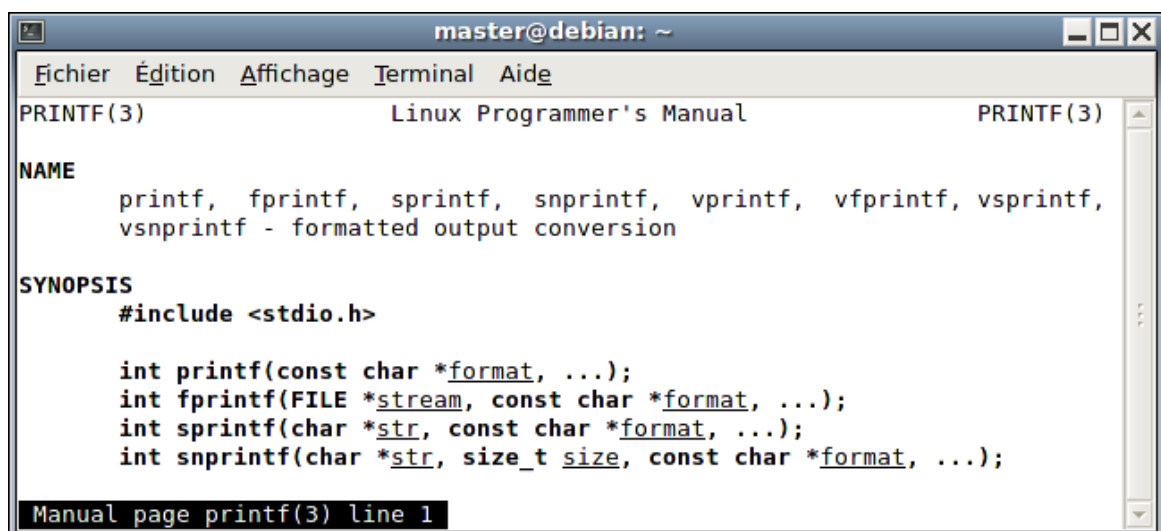 master@debian: ~
Fichier Édition Affichage Terminal Aide
PRINTF(3) Linux Programmer's Manual PRINTF(3)
NAME
printf, fprintf, sprintf, snprintf, vprintf, vfprintf, vsprintf,
vsnprintf - formatted output conversion
SYNOPSIS
#include <stdio.h>
int printf(const char *format, ...);
int fprintf(FILE *stream, const char *format, ...);
int sprintf(char *str, const char *format, ...);
int snprintf(char *str, size_t size, const char *format, ...);
Manual page printf(3) line 1